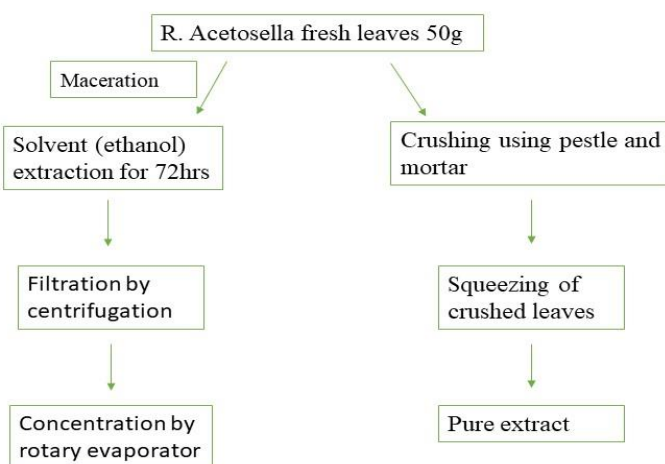 R. Acetosella fresh leaves 50g
Maceration
Solvent (ethanol)
extraction for 72hrs
Crushing using pestle and
mortar
Filtration by
centrifugation
Squeezing of
crushed leaves
Concentration by
rotary evaporator
Pure extract